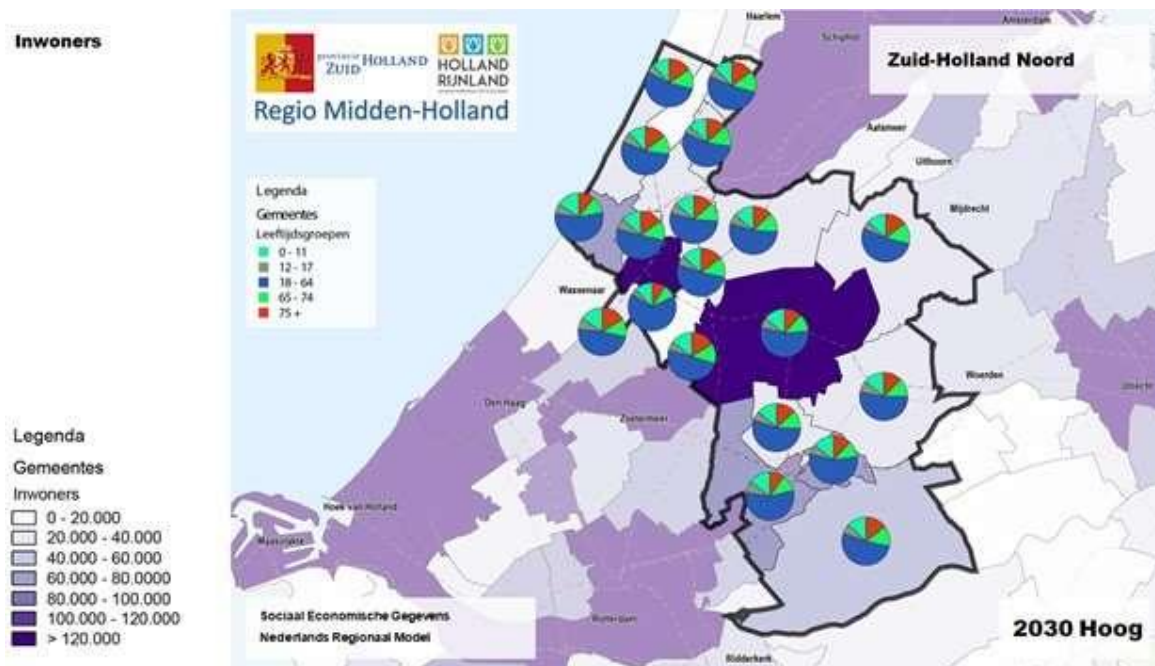 Inwoners
provincie
ZUID HOLLAND
HOLLAND
RIJNLAND
Regio Midden-Holland
Zuid-Holland Noord
Haarlem
Amsterdam
Schiphol
Aalsmeer
Uithoorn
Mijdrecht
Legenda
Gemeentes
Leeftijdsgroepen
0 - 11
12 - 17
18 - 64
65 - 74
75 +
Wassenaar
Woerden
Utrecht
Den Haag
Zoetermeer
Hoek van Holland
Maasvlakte
Rotterdam
Ridderkerk
Legenda
Gemeentes
Inwoners
0 - 20.000
20.000 - 40.000
40.000 - 60.000
60.000 - 80.0000
80.000 - 100.000
100.000 - 120.000
> 120.000
Sociaal Economische Gegevens
Nederlands Regionaal Model
2030 Hoog